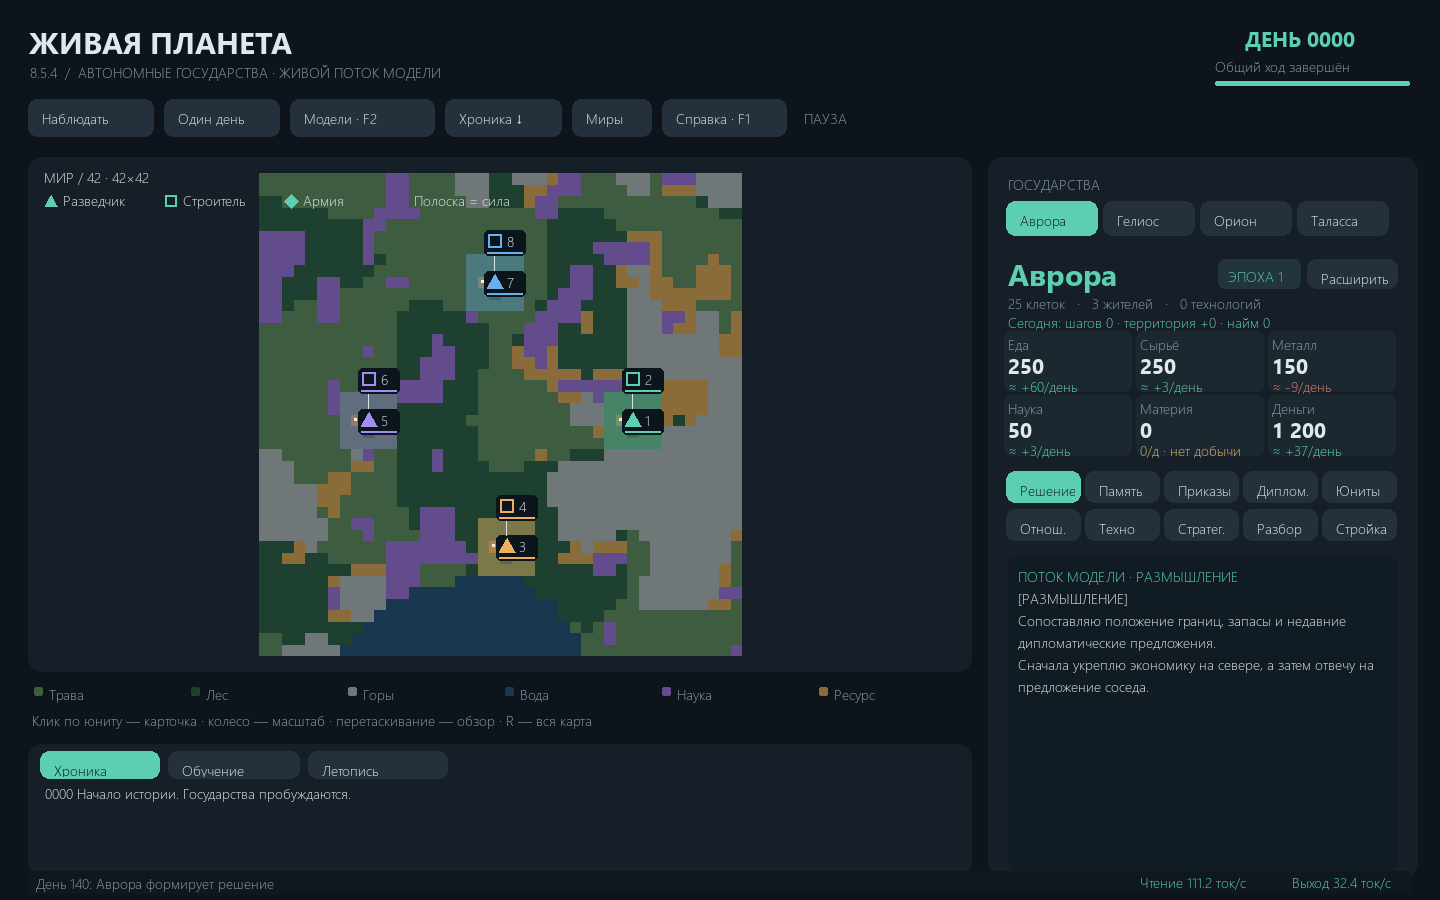 ЖИВАЯ ПЛАНЕТА
8.5.4 / АВТОНОМНЫЕ ГОСУДАРСТВА · ЖИВОЙ ПОТОК МОДЕЛИ
ДЕНЬ 0000
Общий ход завершён
Наблюдать
Один день
Модели · F2
Хроника ↓
Миры
Справка · F1
ПАУЗА
МИР / 42 · 42×42
Разведчик
Строитель
Армия
Полоска = сила
8
7
6
5
2
1
4
3
Трава
Лес
Горы
Вода
Наука
Ресурс
Клик по юниту — карточка · колесо — масштаб · перетаскивание — обзор · R — вся карта
Хроника
Обучение
Летопись
0000 Начало истории. Государства пробуждаются.
ГОСУДАРСТВА
Аврора
Гелиос
Орион
Таласса
Аврора
ЭПОХА 1
Расширить
25 клеток · 3 жителей · 0 технологий
Сегодня: шагов 0 · территория +0 · найм 0
Еда
250
≈ +60/день
Сырьё
250
≈ +3/день
Металл
150
≈ -9/день
Наука
50
≈ +3/день
Материя
0
0/д · нет добычи
Деньги
1 200
≈ +37/день
Решение
Память
Приказы
Диплом.
Юниты
Отнош.
Техно
Стратег.
Разбор
Стройка
ПОТОК МОДЕЛИ · РАЗМЫШЛЕНИЕ
[РАЗМЫШЛЕНИЕ]
Сопоставляю положение границ, запасы и недавние
дипломатические предложения.
Сначала укреплю экономику на севере, а затем отвечу на
предложение соседа.
День 140: Аврора формирует решение
Чтение 111.2 ток/с
Выход 32.4 ток/с